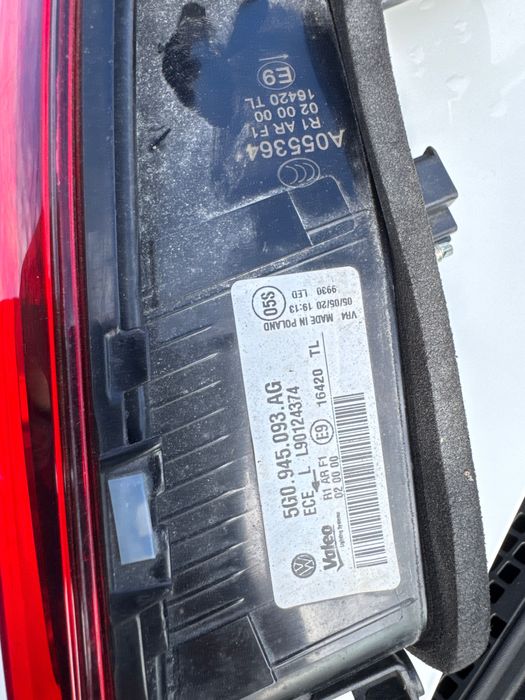 E9
16420 TL
02 00 00
R1 AR F1
A055364
5G0.945.093.AG
ECE L L90124374
R1 AR F1 E9 16420 TL
02 00 00
Valeo
05S
MADE IN POLAND
VR4
05/05/20 19:13
9930 LED